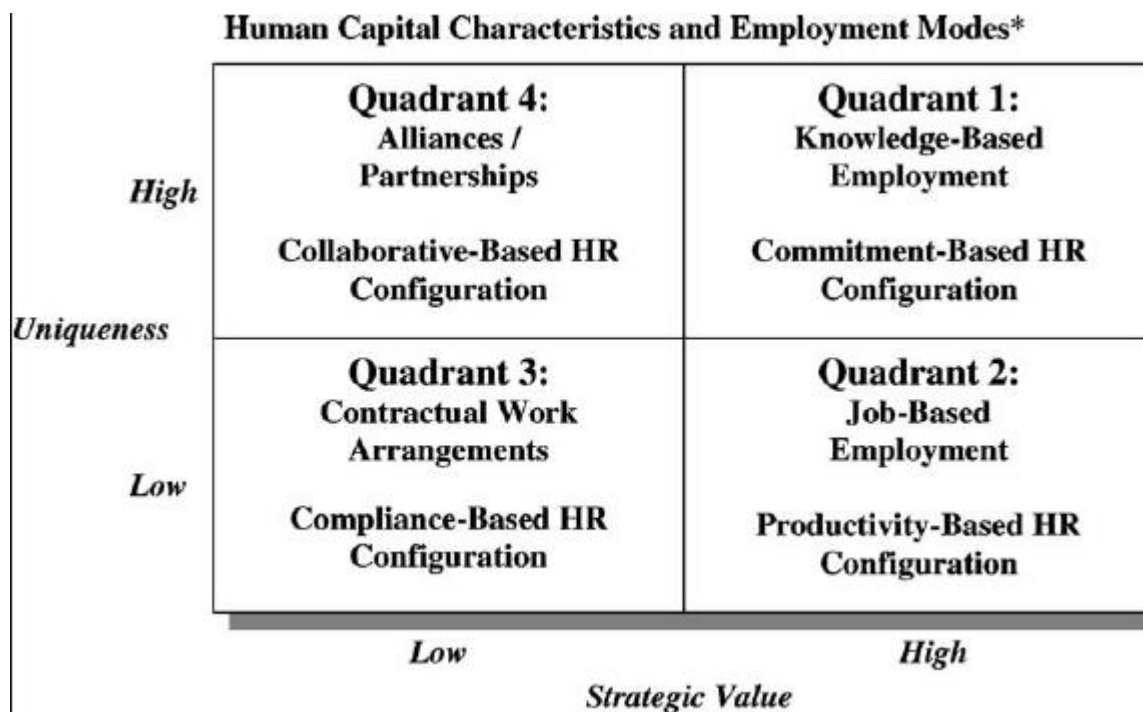 Human Capital Characteristics and Employment Modes*
Quadrant 4:
Alliances /
Partnerships
Collaborative-Based HR
Configuration
Quadrant 1:
Knowledge-Based
Employment
Commitment-Based HR
Configuration
High
Uniqueness
Low
Quadrant 3:
Contractual Work
Arrangements
Compliance-Based HR
Configuration
Quadrant 2:
Job-Based
Employment
Productivity-Based HR
Configuration
Low
High
Strategic Value